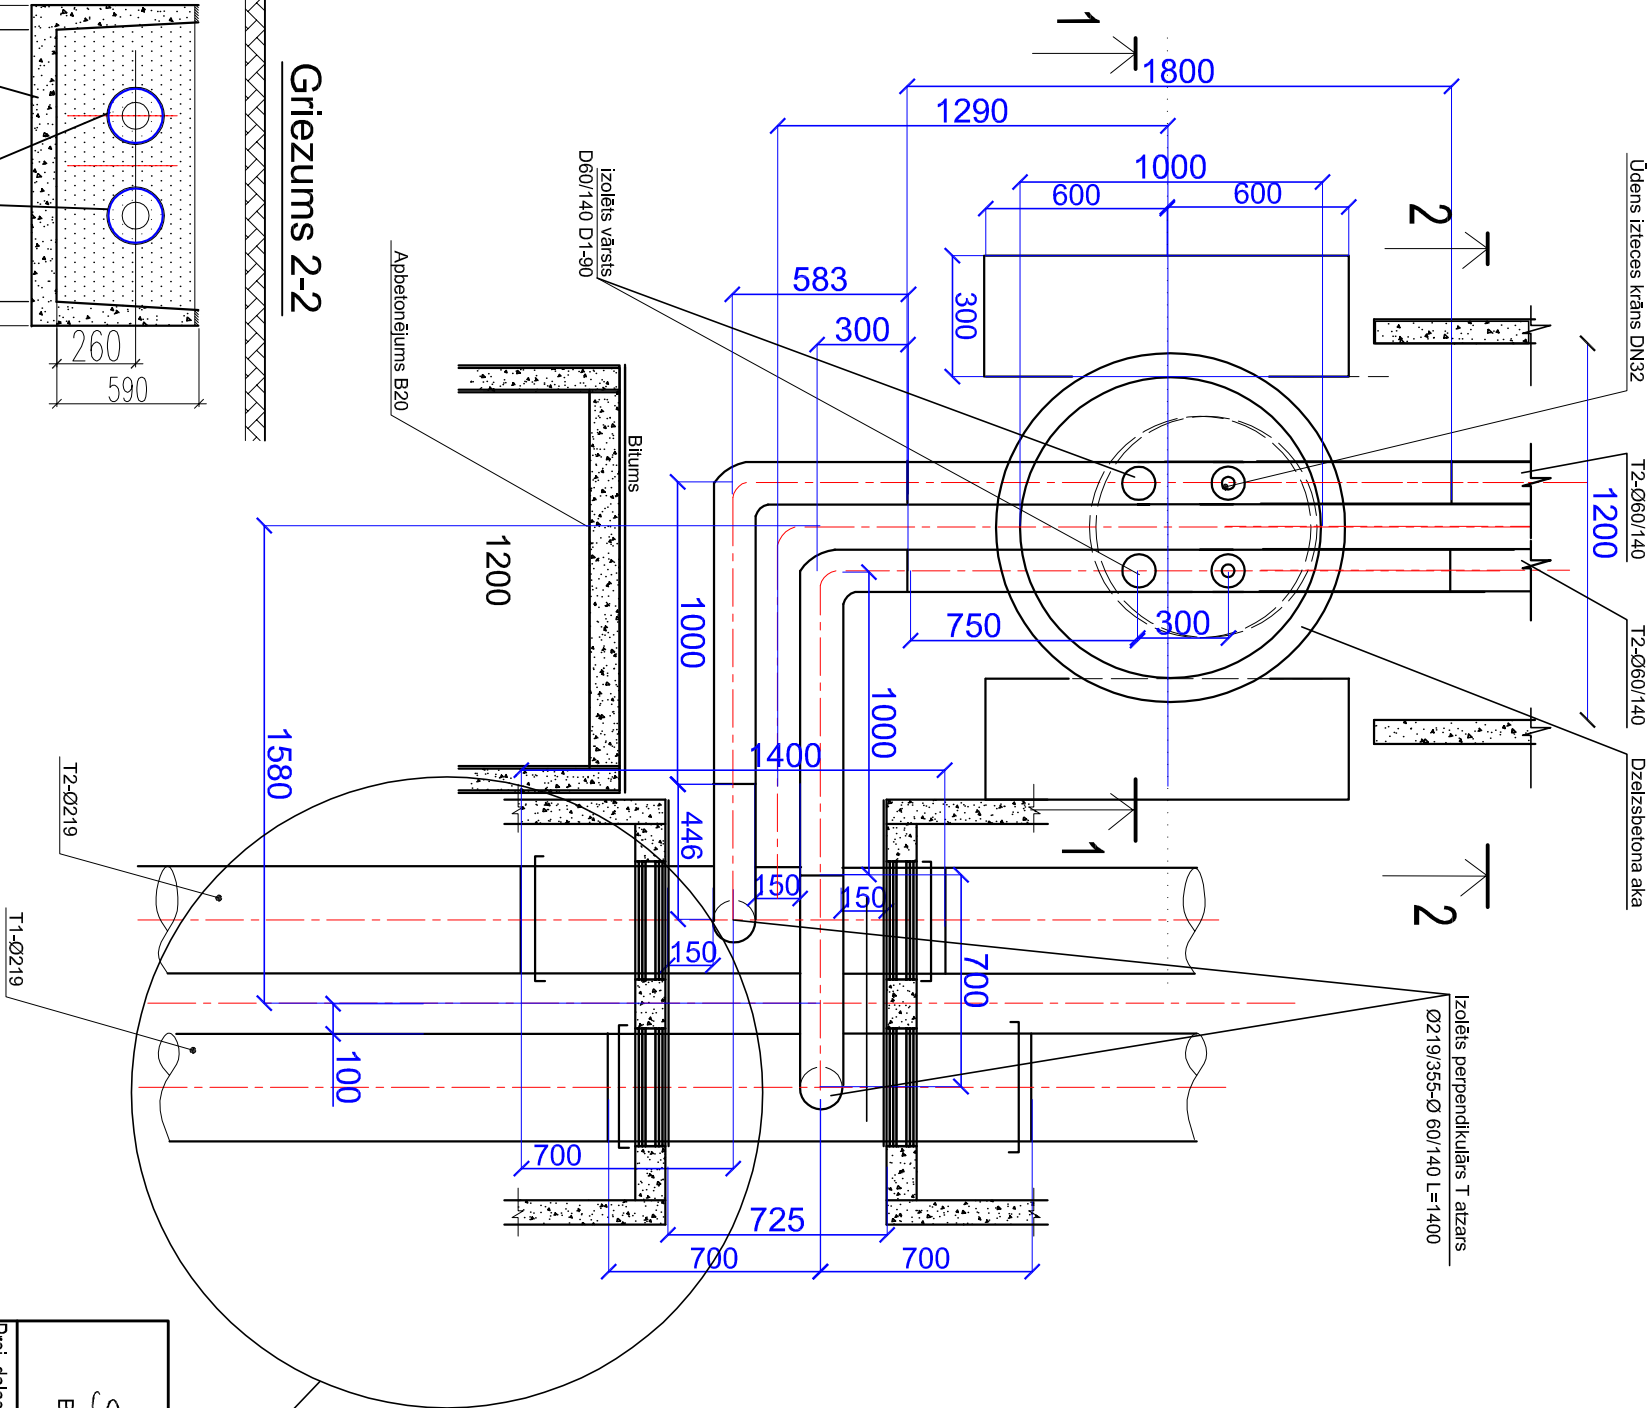 1
1800
1290
1000
600
600
2
Ūdens izteces krāns DN32
T2-Ø60/140
1200
T2-Ø60/140
Dzelzsbetona aka
izolēts vārsts
D60/140 D1-90
300
583
300
Griezums 2-2
260
590
Apbetonējums B20
Bitums
1200
1000
1000
750
300
1580
1400
446
150
150
150
1
2
700
T2-Ø219
T1-Ø219
100
Izolēts perpendikulārs T atzars
Ø219/355-Ø 60/140 L=1400
700
725
700
700